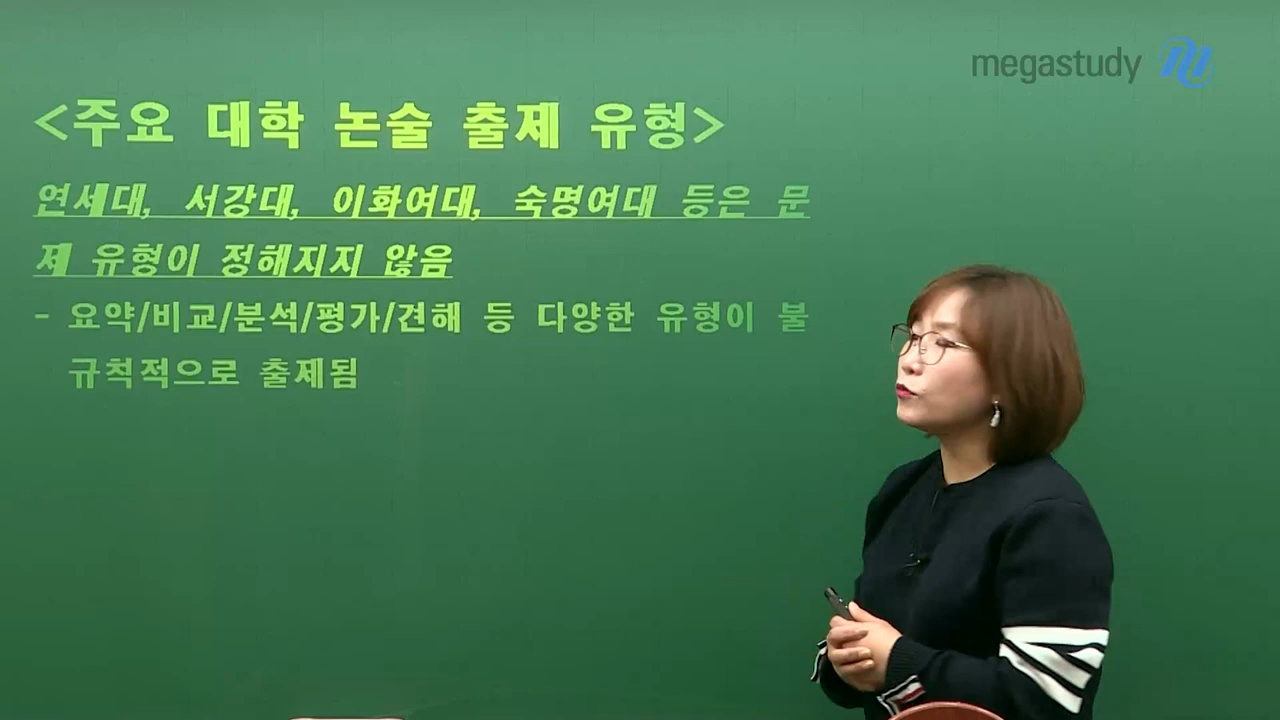 megastudy
<주요 대학 논술 출제 유형>
연세대, 서강대, 이화여대, 숙명여대 등은 문
제 유형이 정해지지 않음
- 요약/비교/분석/평가/견해 등 다양한 유형이 불
규칙적으로 출제됨